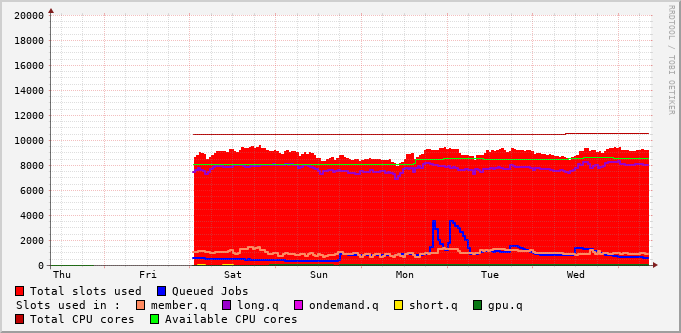 RRDTOOL / TOBI OETIKER
20000
18000
16000
14000
12000
10000
8000
6000
4000
2000
0
Thu Fri Sat Sun Mon Tue Wed
Total slots used Queued Jobs
Slots used in : member.q long.q ondemand.q short.q gpu.q
Total CPU cores Available CPU cores